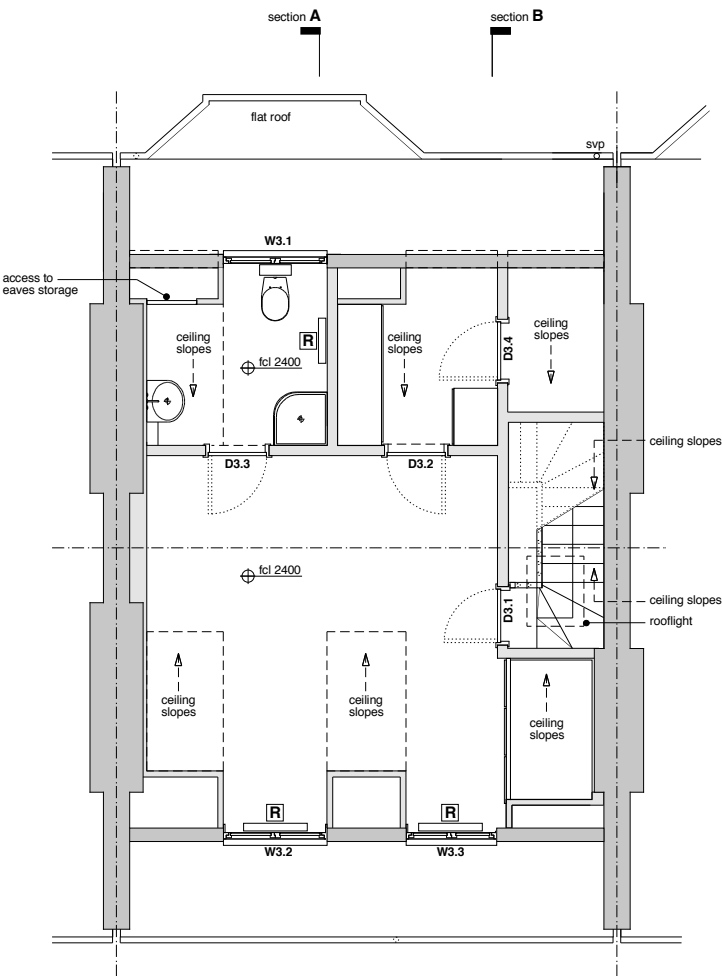 section A
section B
flat roof
svp
W3.1
access to
eaves storage
ceiling
slopes
R
fcl 2400
ceiling
slopes
D3.4
ceiling
slopes
ceiling slopes
D3.3
D3.2
fcl 2400
D3.1
ceiling slopes
rooflight
ceiling
slopes
ceiling
slopes
ceiling
slopes
R
R
W3.2
W3.3